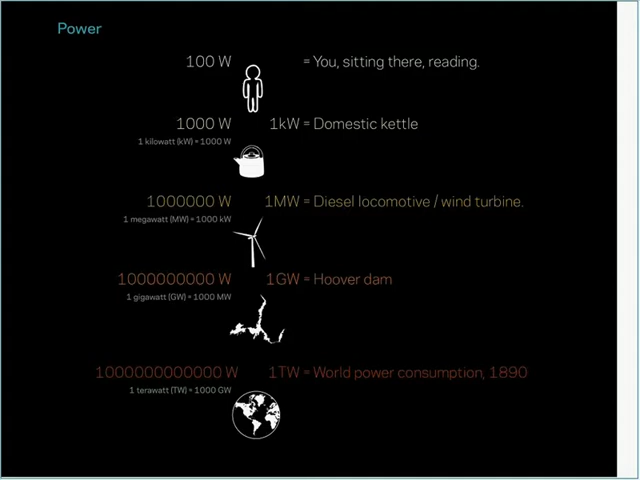 Power
100 W = You, sitting there, reading.
1000 W 1kW = Domestic kettle
1 kilowatt (kW) = 1000 W
1000000 W 1MW = Diesel locomotive / wind turbine.
1 megawatt (MW) = 1000 kW
1000000000 W 1GW = Hoover dam
1 gigawatt (GW) = 1000 MW
1000000000000 W 1TW = World power consumption, 1890
1 terawatt (TW) = 1000 GW